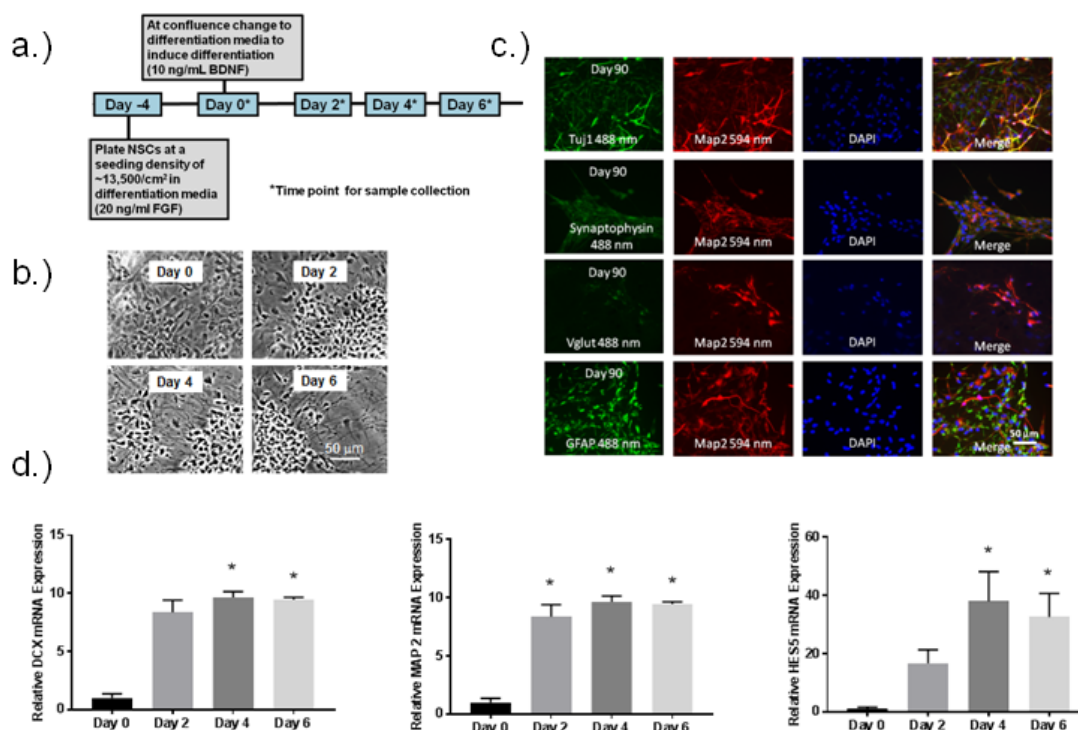 a.)
At confluence change to
differentiation media to
induce differentiation
(10 ng/mL BDNF)
Day -4
Day 0*
Day 2*
Day 4*
Day 6*
Plate NSCs at a
seeding density of
~13,500/cm² in
differentiation media
(20 ng/ml FGF)
*Time point for sample collection
b.)
Day 0
Day 2
Day 4
Day 6
50 µm
c.)
Day 90
Tuj1 488 nm
Map2 594 nm
DAPI
Merge
Day 90
Synaptophysin
488 nm
Map2 594 nm
DAPI
Merge
Day 90
Vglut 488 nm
Map2 594 nm
DAPI
Merge
Day 90
GFAP 488 nm
Map2 594 nm
DAPI
50 µm
Merge
d.)
Relative DCX mRNA Expression
15
10
5
0
* *
Day 0 Day 2 Day 4 Day 6
Relative MAP 2 mRNA Expression
15
10
5
0
* * *
Day 0 Day 2 Day 4 Day 6
Relative HES5 mRNA Expression
60
40
20
0
* *
Day 0 Day 2 Day 4 Day 6